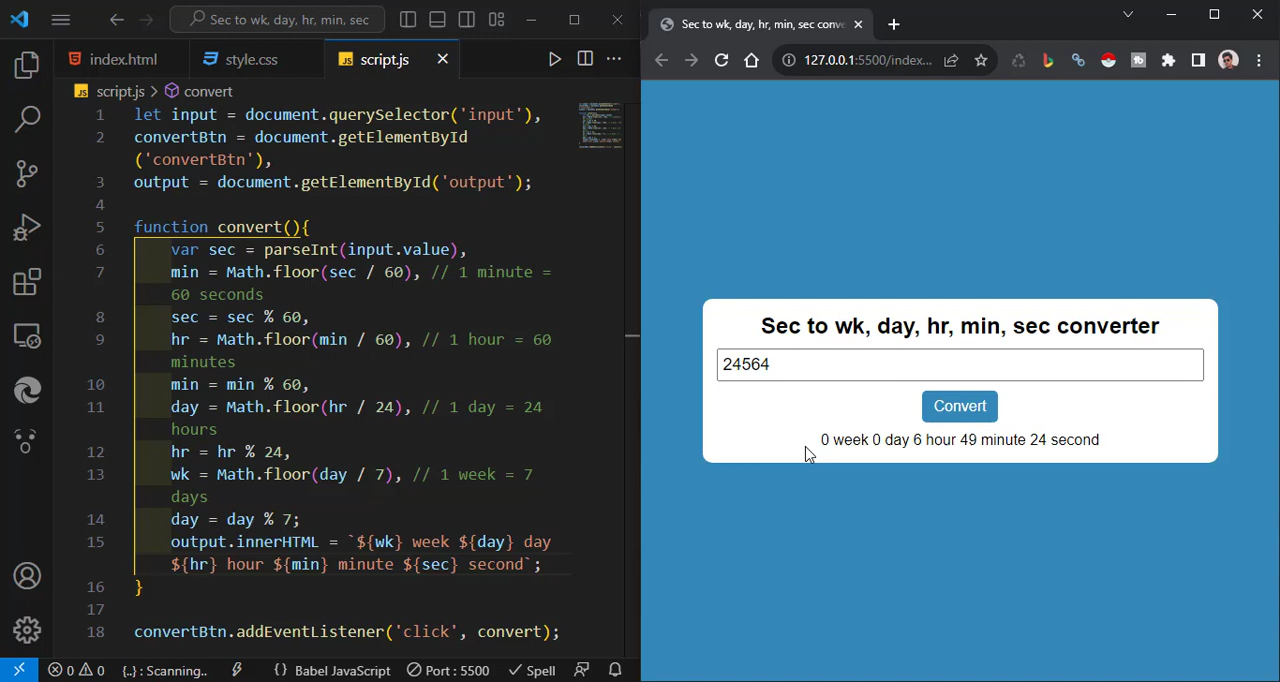 Sec to wk, day, hr, min, sec
index.html
style.css
script.js
script.js > convert
1 let input = document.querySelector('input'),
2 convertBtn = document.getElementById
('convertBtn'),
3 output = document.getElementById('output');
4
5 function convert(){
6 var sec = parseInt(input.value),
7 min = Math.floor(sec / 60), // 1 minute =
60 seconds
8 sec = sec % 60,
9 hr = Math.floor(min / 60), // 1 hour = 60
minutes
10 min = min % 60,
11 day = Math.floor(hr / 24), // 1 day = 24
hours
12 hr = hr % 24,
13 wk = Math.floor(day / 7), // 1 week = 7
days
14 day = day % 7;
15 output.innerHTML = `${wk} week ${day} day
${hr} hour ${min} minute ${sec} second`;
16 }
17
18 convertBtn.addEventListener('click', convert);
0 0 {..} : Scanning.. {} Babel JavaScript Port : 5500 Spell
Sec to wk, day, hr, min, sec conve
127.0.0.1:5500/index...
Sec to wk, day, hr, min, sec converter
24564
Convert
0 week 0 day 6 hour 49 minute 24 second